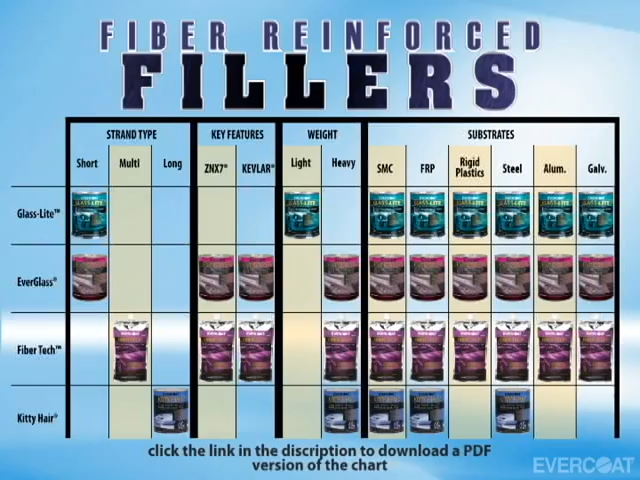 FIBER REINFORCED
FILLERS
STRAND TYPE KEY FEATURES WEIGHT SUBSTRATES
Short Multi Long ZNX7® KEVLAR® Light Heavy SMC FRP Rigid Plastics Steel Alum. Galv.
Glass-Lite™
EverGlass®
Fiber Tech™
Kitty Hair®
click the link in the discription to download a PDF
version of the chart
EVERCOAT